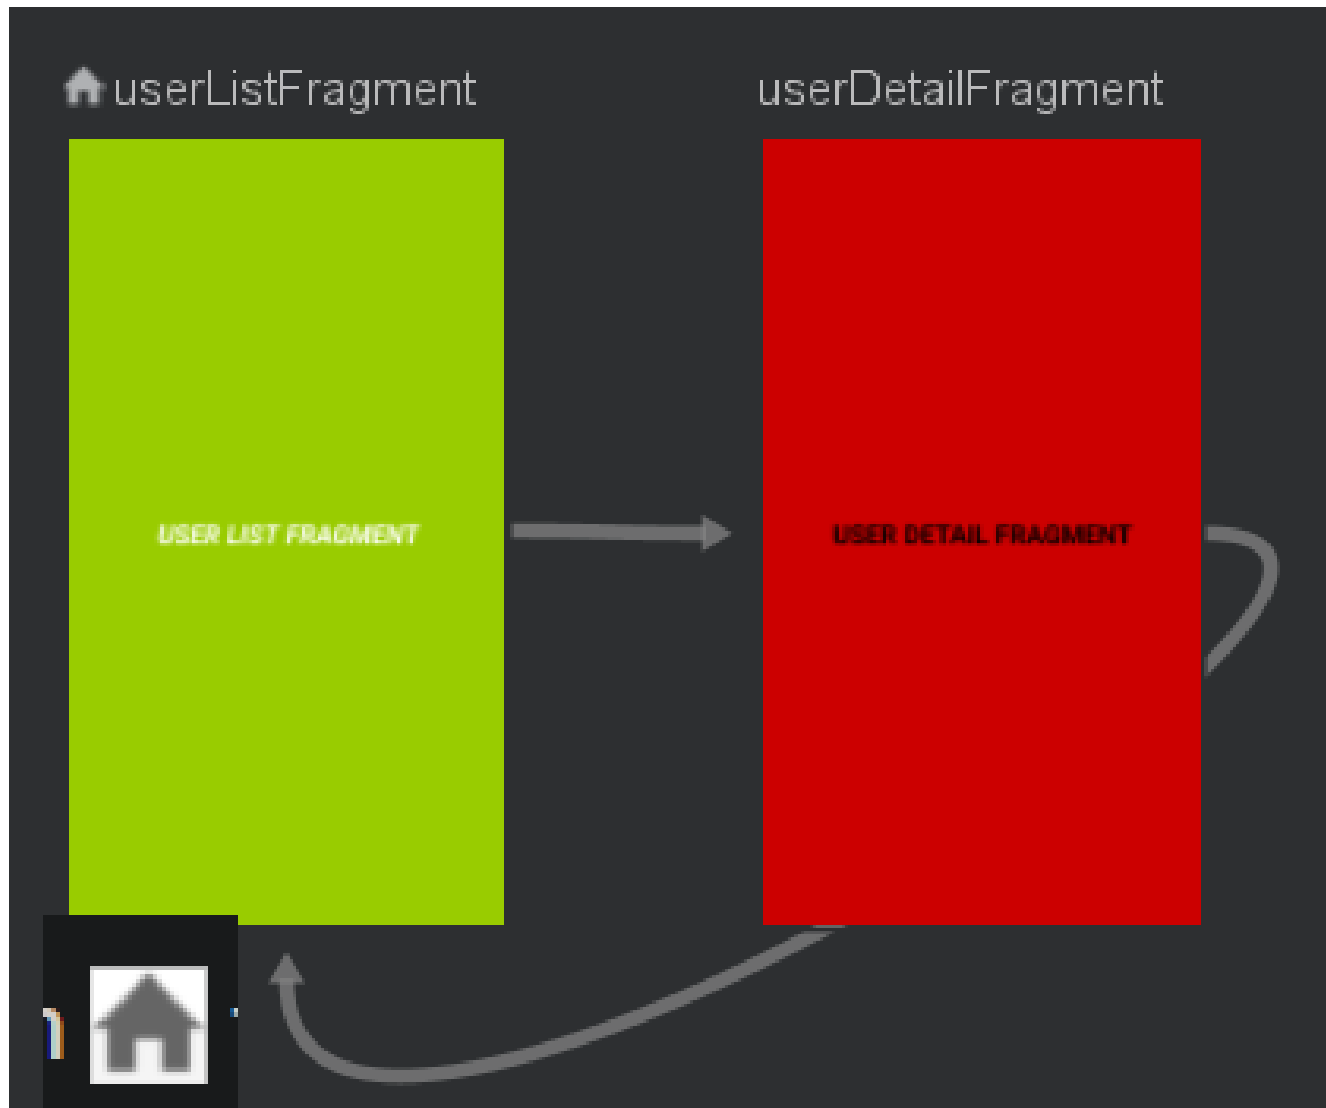 userListFragment
userDetailFragment
USER LIST FRAGMENT
USER DETAIL FRAGMENT